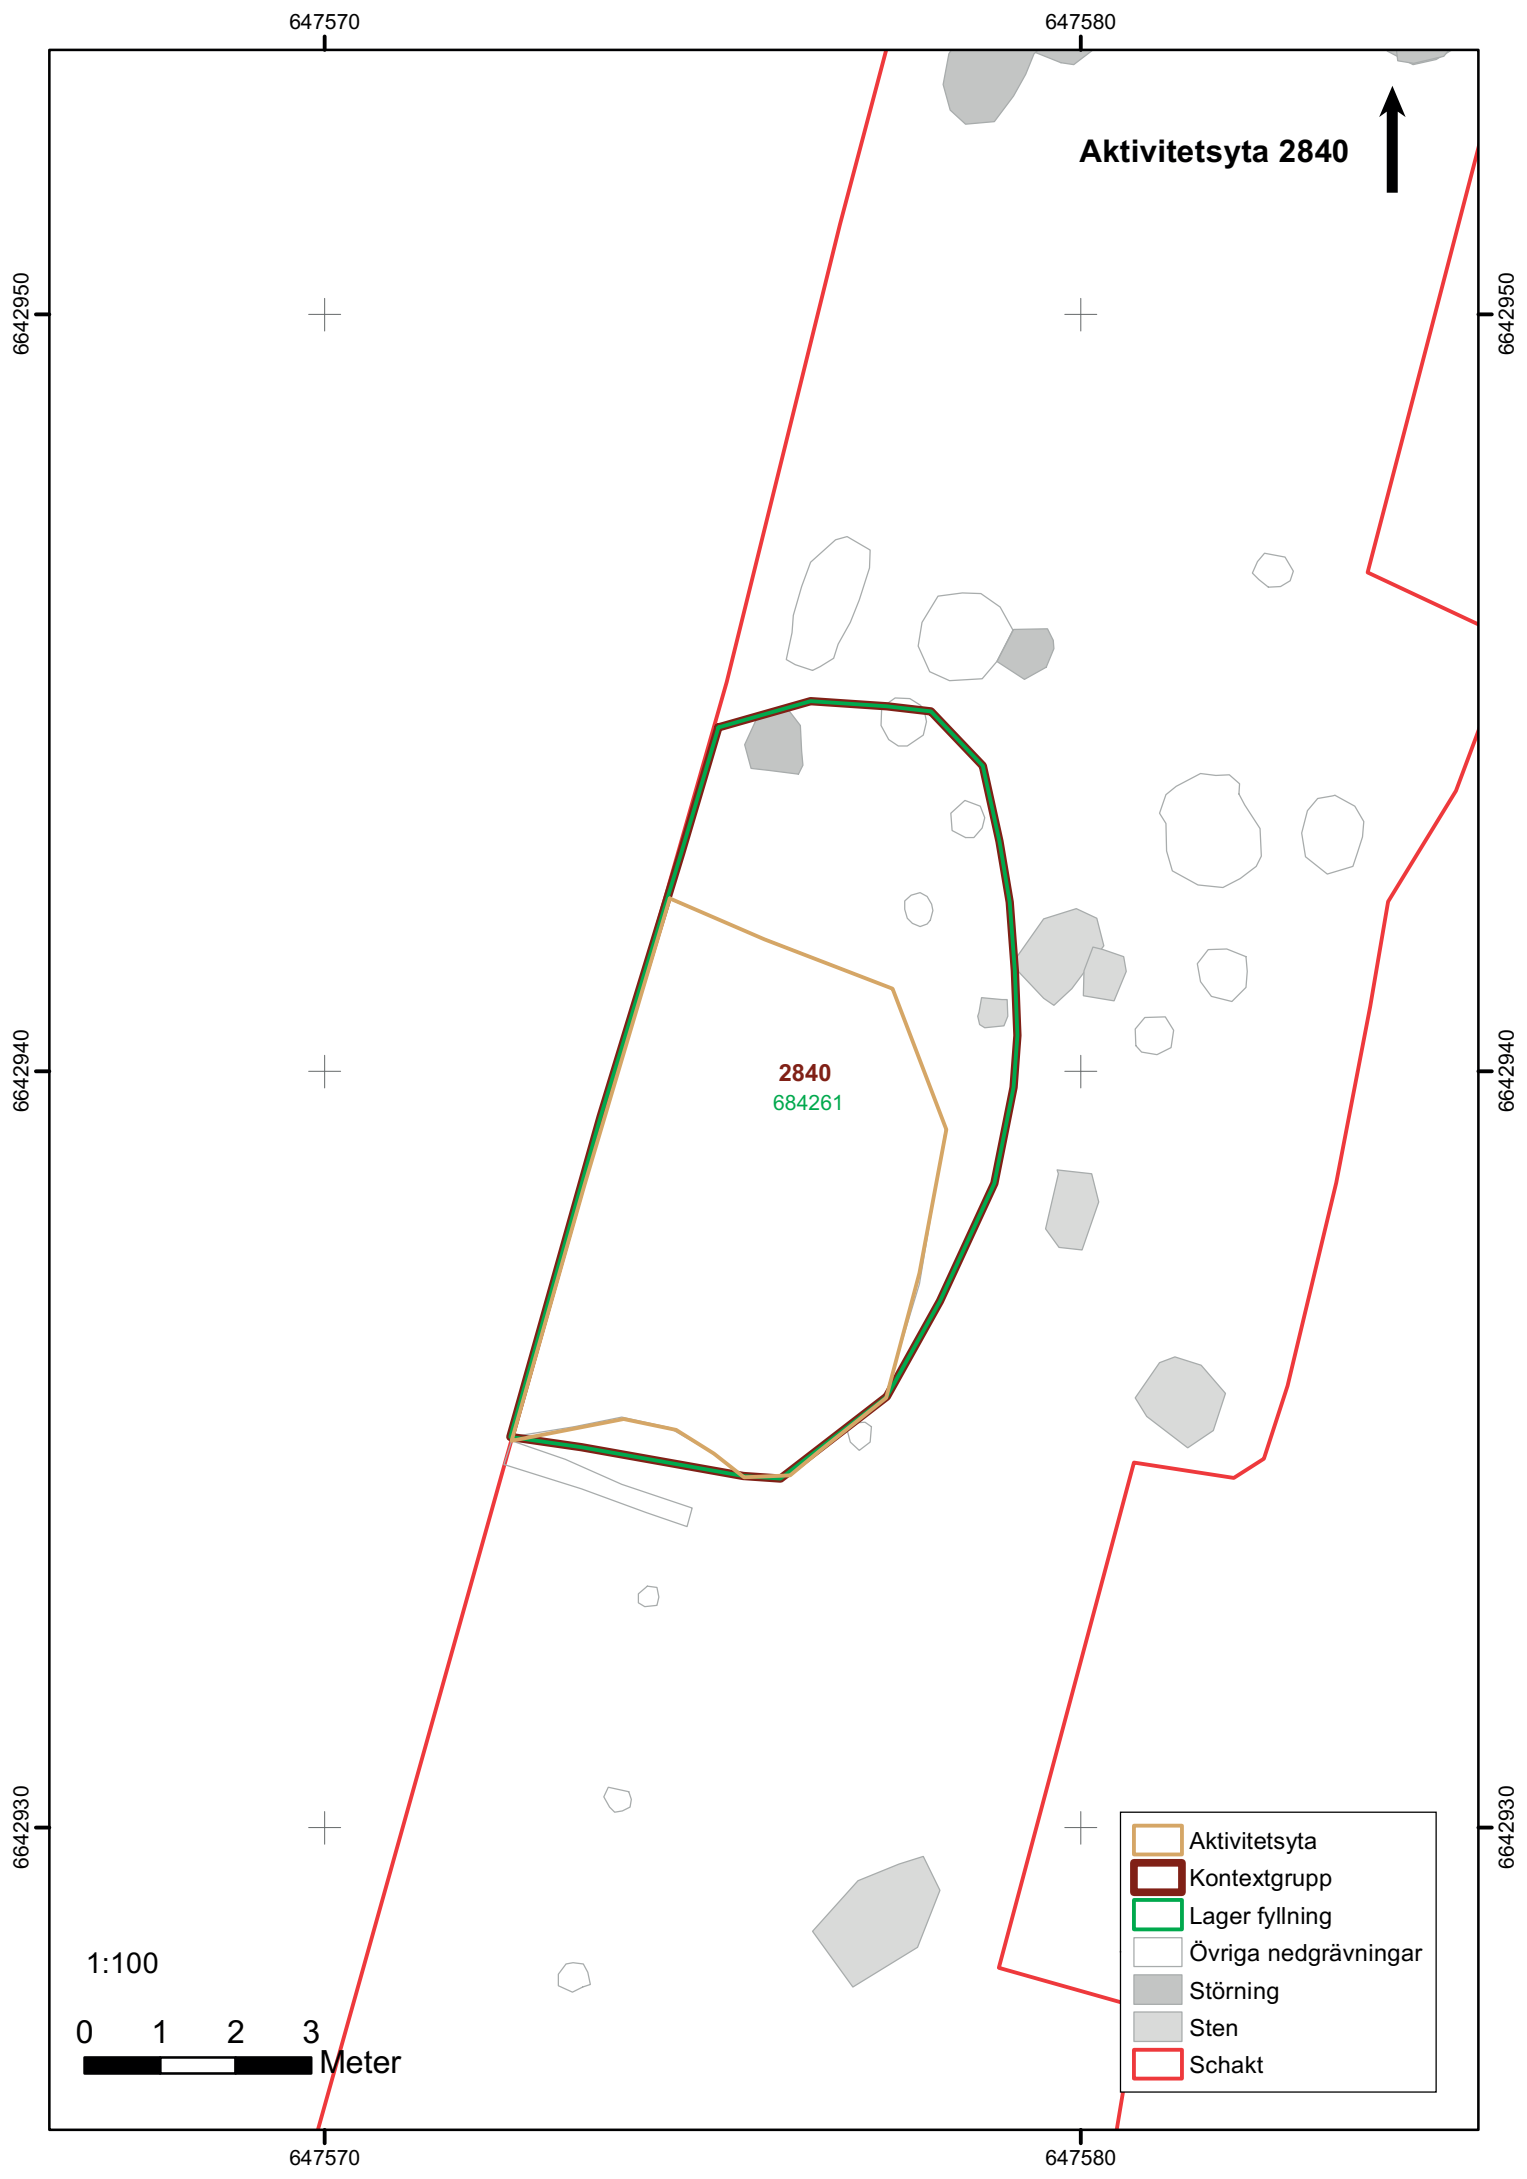 647570
647580
Aktivitetsyta 2840
6642950
6642950
6642940
6642940
2840
684261
6642930
6642930
Aktivitetsyta
Kontextgrupp
Lager fyllning
Övriga nedgrävningar
Störning
Sten
Schakt
1:100
0 1 2 3
Meter
647570
647580